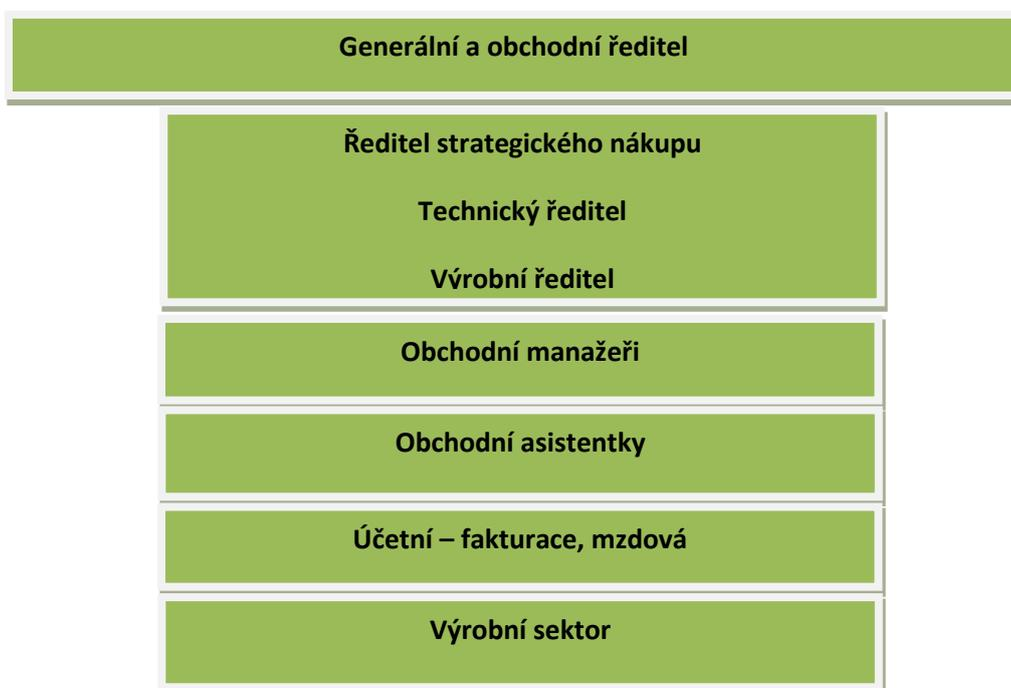 Generální a obchodní ředitel
Ředitel strategického nákupu
Technický ředitel
Výrobní ředitel
Obchodní manažeři
Obchodní asistentky
Účetní – fakturace, mzdová
Výrobní sektor